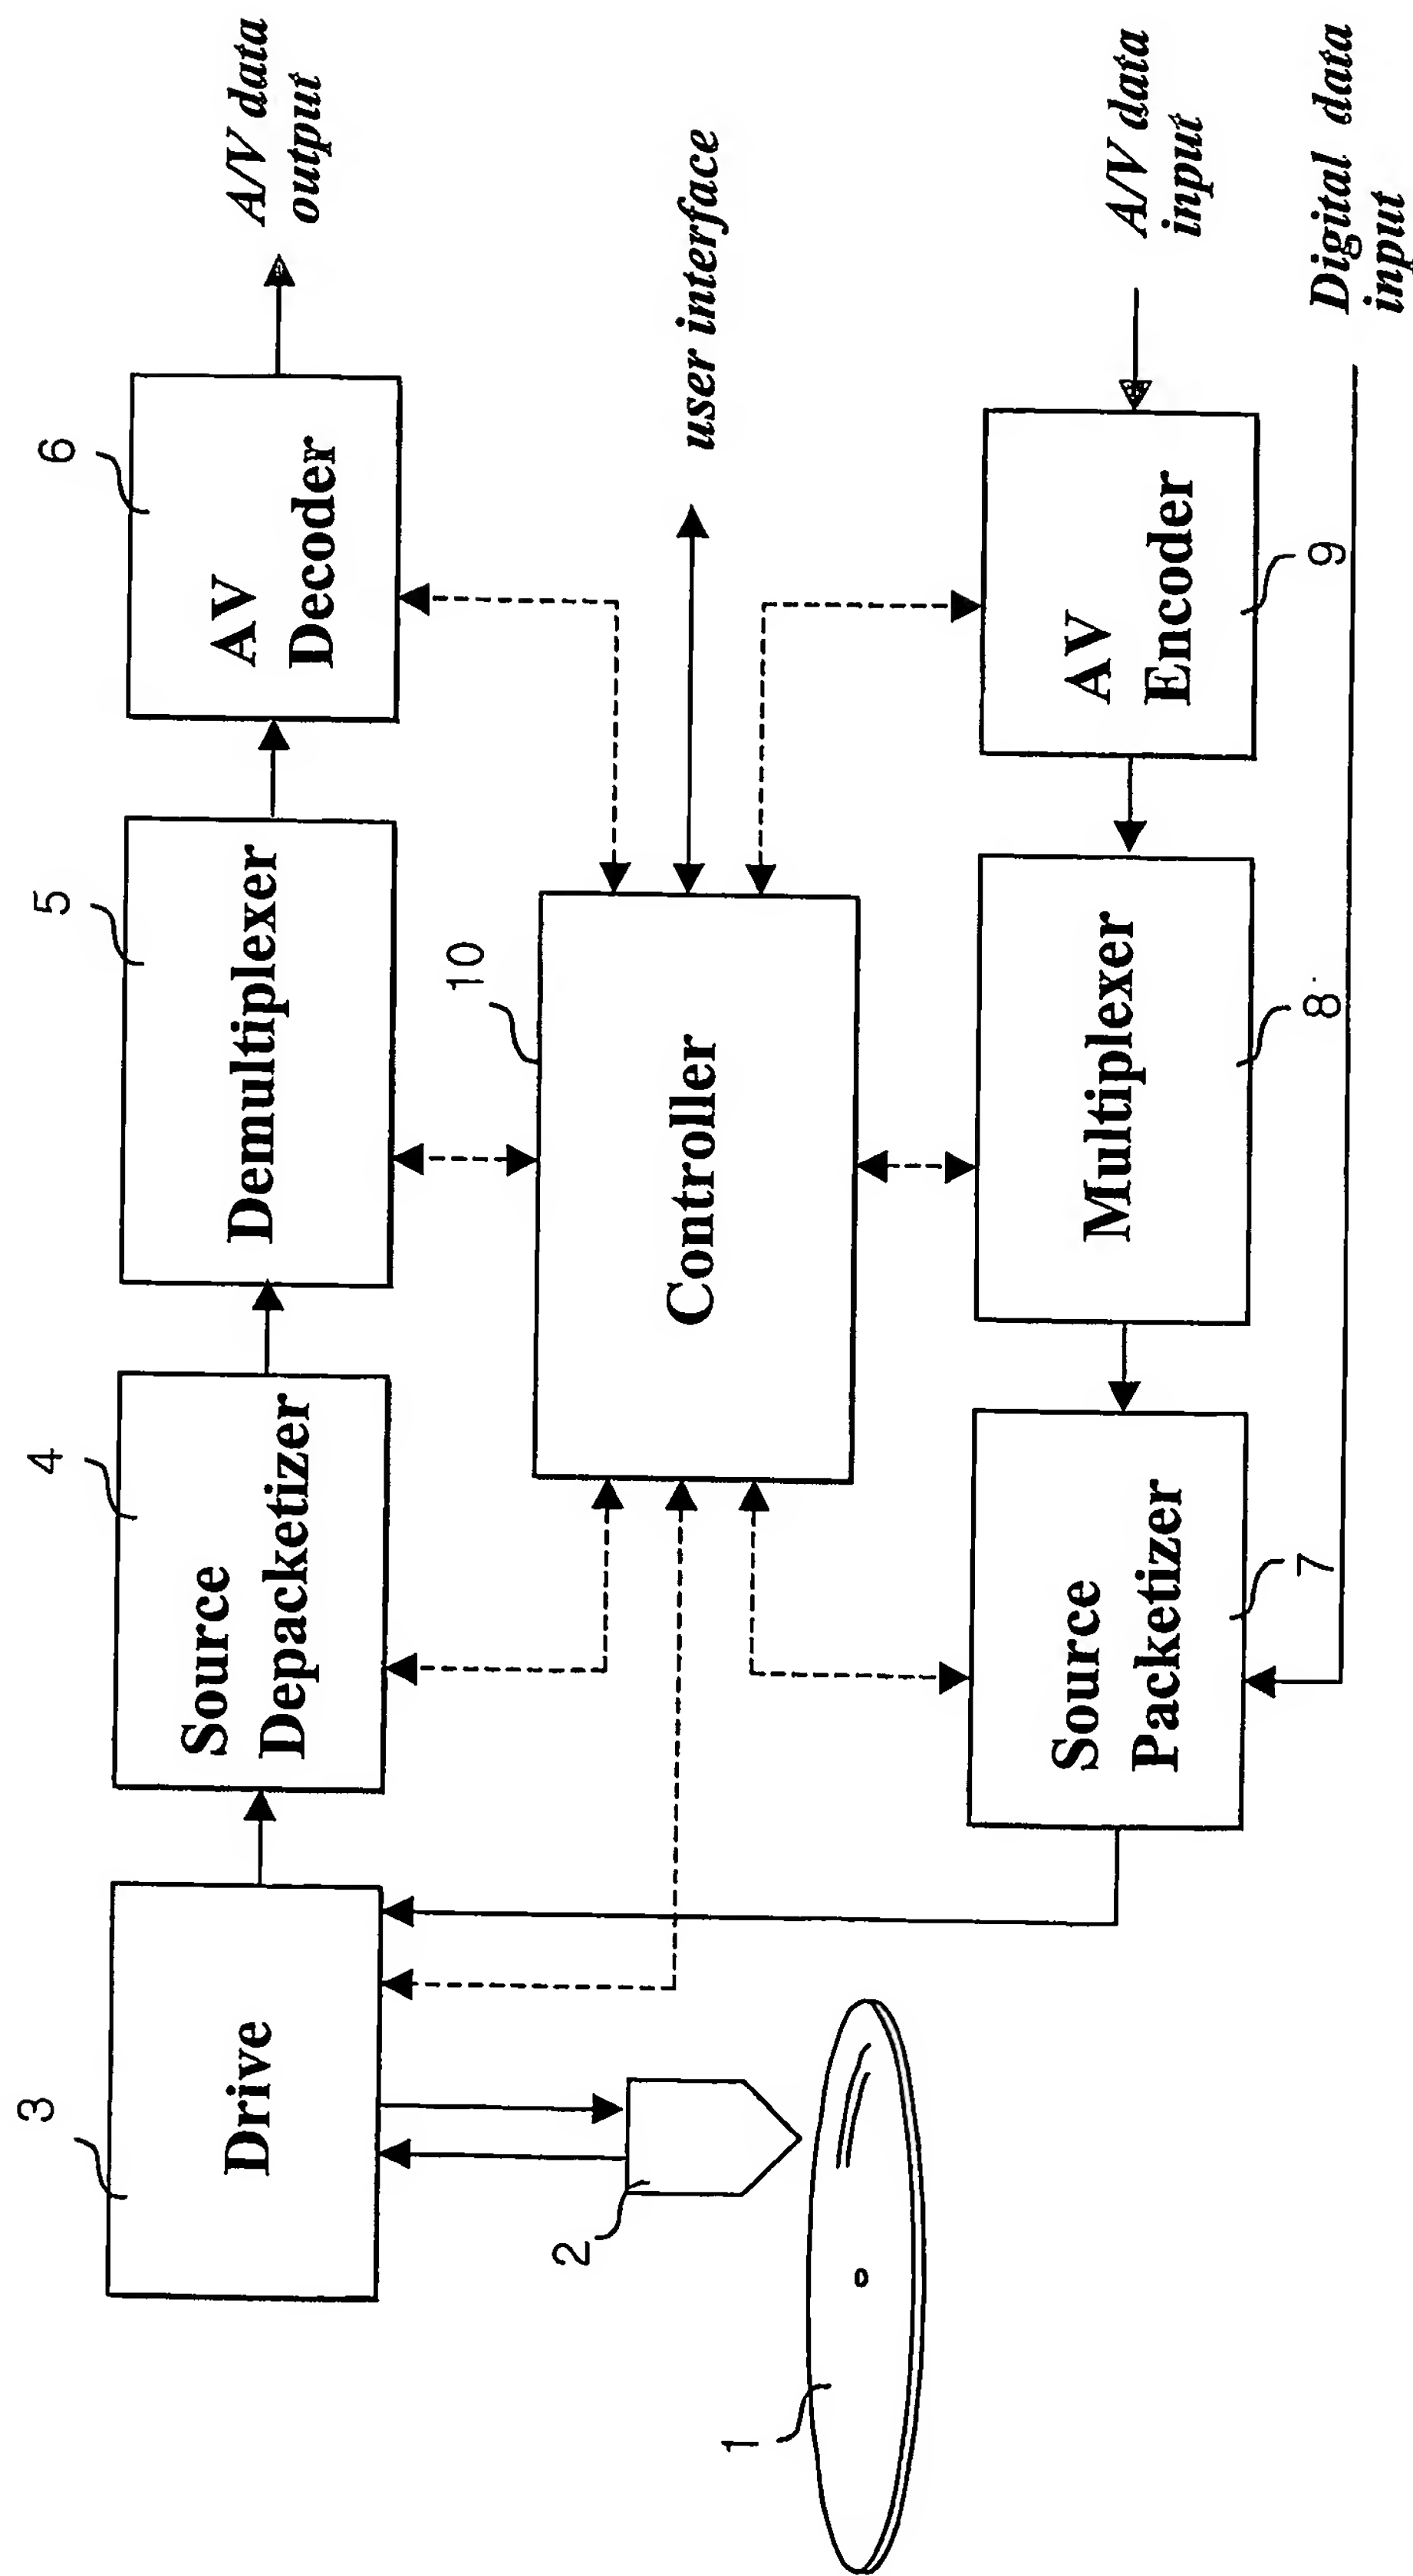 3
Drive
4
Source
Depacketizer
5
Demultiplexer
6
AV
Decoder
A/V data
output
10
Controller
user interface
2
1
Source
Packetizer
7
Multiplexer
8
AV
Encoder
9
A/V data
input
Digital data
input